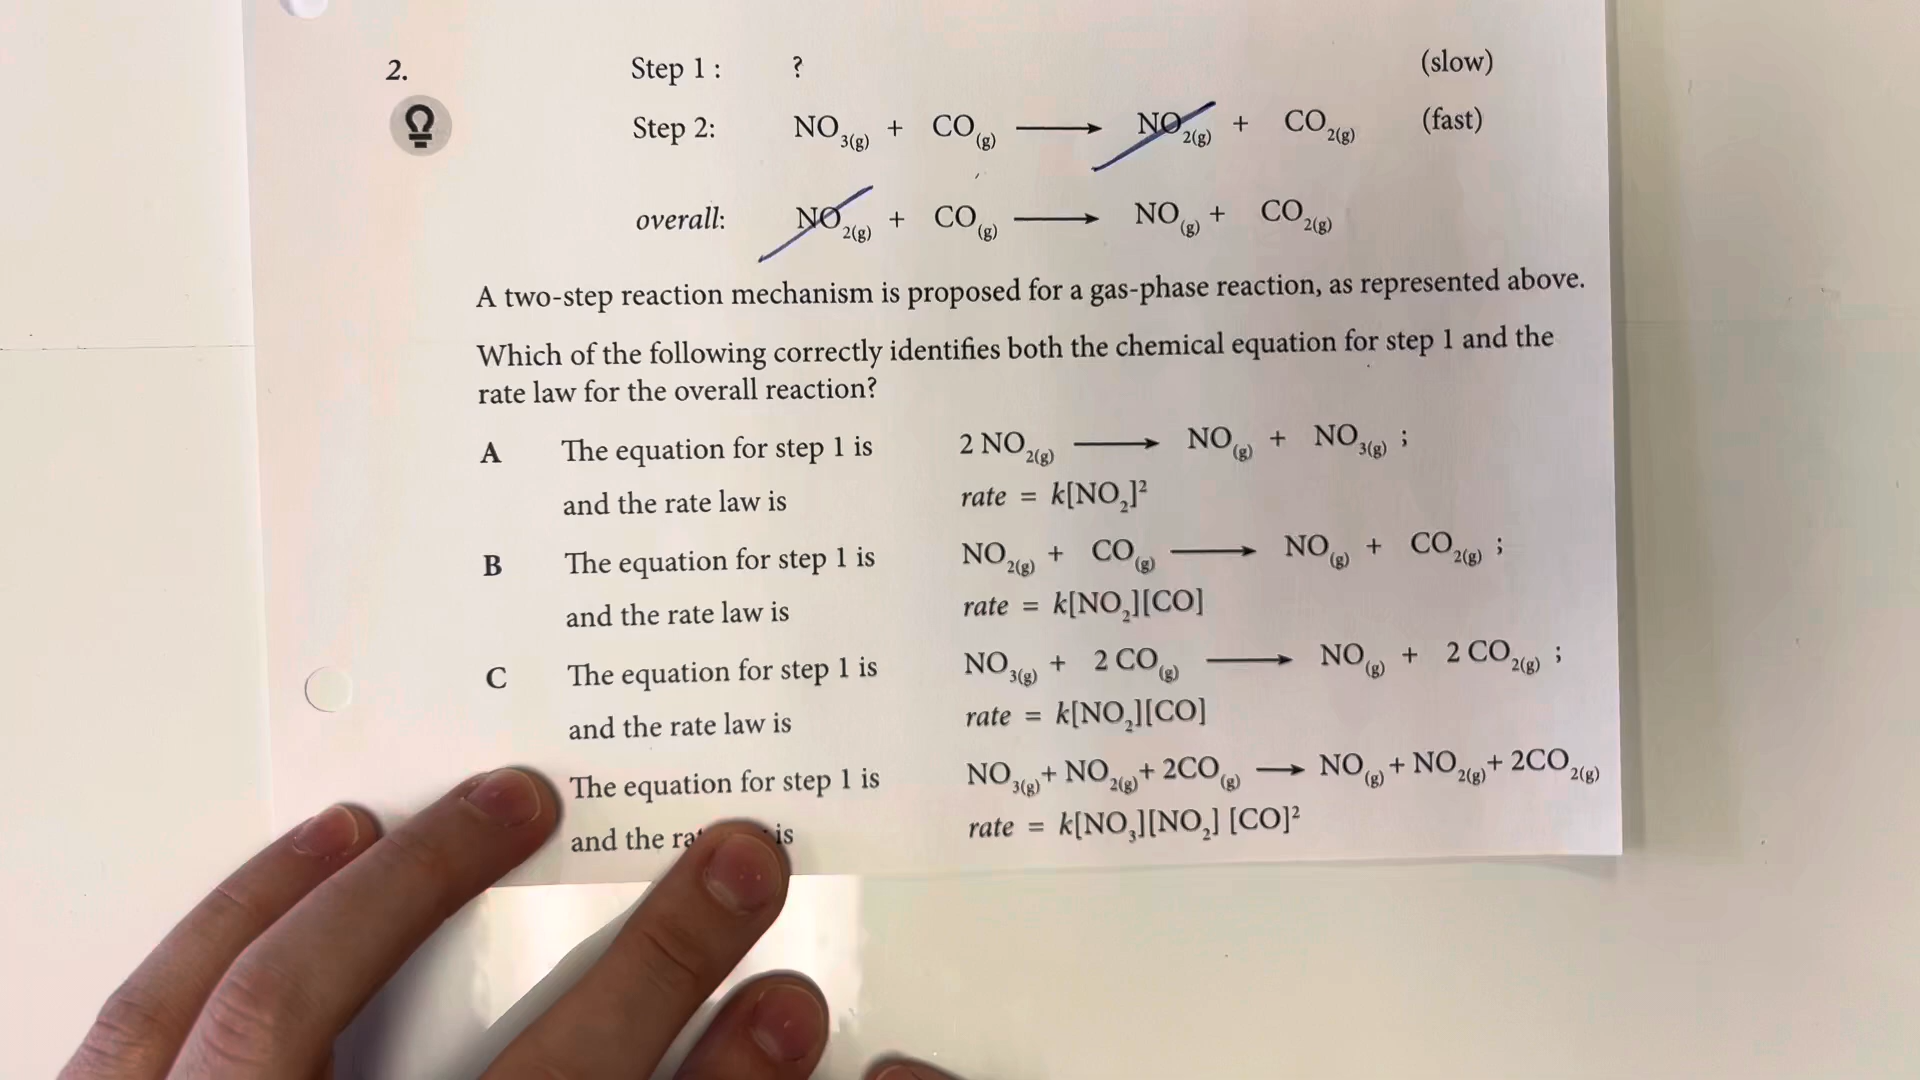 2. Step 1 : ? (slow)
Step 2: NO3(g) + CO(g) ⟶ NO2(g) + CO2(g) (fast)
overall: NO2(g) + CO(g) ⟶ NO(g) + CO2(g)
A two-step reaction mechanism is proposed for a gas-phase reaction, as represented above.
Which of the following correctly identifies both the chemical equation for step 1 and the
rate law for the overall reaction?
A The equation for step 1 is 2 NO2(g) ⟶ NO(g) + NO3(g) ;
and the rate law is rate = k[NO2]²
B The equation for step 1 is NO2(g) + CO(g) ⟶ NO(g) + CO2(g) ;
and the rate law is rate = k[NO2][CO]
C The equation for step 1 is NO3(g) + 2 CO(g) ⟶ NO(g) + 2 CO2(g) ;
and the rate law is rate = k[NO2][CO]
The equation for step 1 is NO3(g) + NO2(g) + 2CO(g) ⟶ NO(g) + NO2(g) + 2CO2(g)
and the is rate = k[NO3][NO2] [CO]²